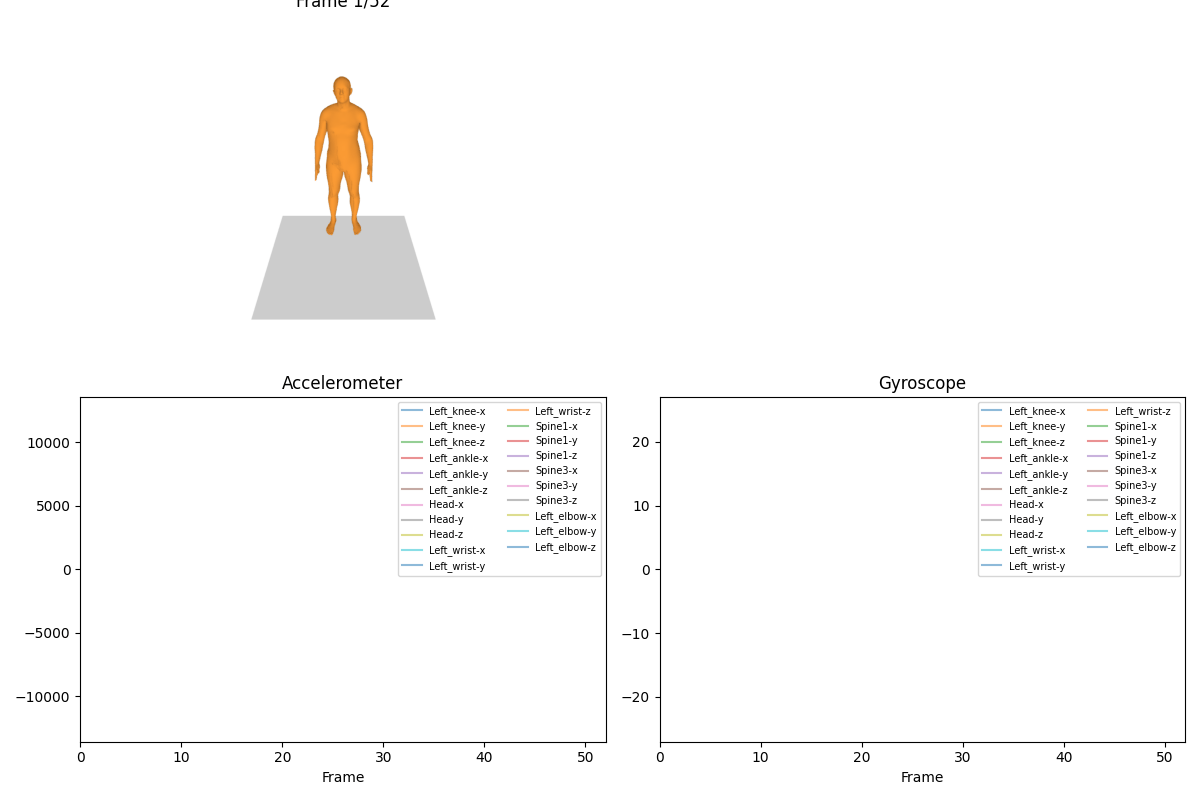 Frame 1/52
Accelerometer
10000
5000
0
−5000
−10000
0 10 20 30 40 50
Frame
Left_knee-x
Left_knee-y
Left_knee-z
Left_ankle-x
Left_ankle-y
Left_ankle-z
Head-x
Head-y
Head-z
Left_wrist-x
Left_wrist-y
Left_wrist-z
Spine1-x
Spine1-y
Spine1-z
Spine3-x
Spine3-y
Spine3-z
Left_elbow-x
Left_elbow-y
Left_elbow-z
Gyroscope
20
10
0
−10
−20
0 10 20 30 40 50
Frame
Left_knee-x
Left_knee-y
Left_knee-z
Left_ankle-x
Left_ankle-y
Left_ankle-z
Head-x
Head-y
Head-z
Left_wrist-x
Left_wrist-y
Left_wrist-z
Spine1-x
Spine1-y
Spine1-z
Spine3-x
Spine3-y
Spine3-z
Left_elbow-x
Left_elbow-y
Left_elbow-z